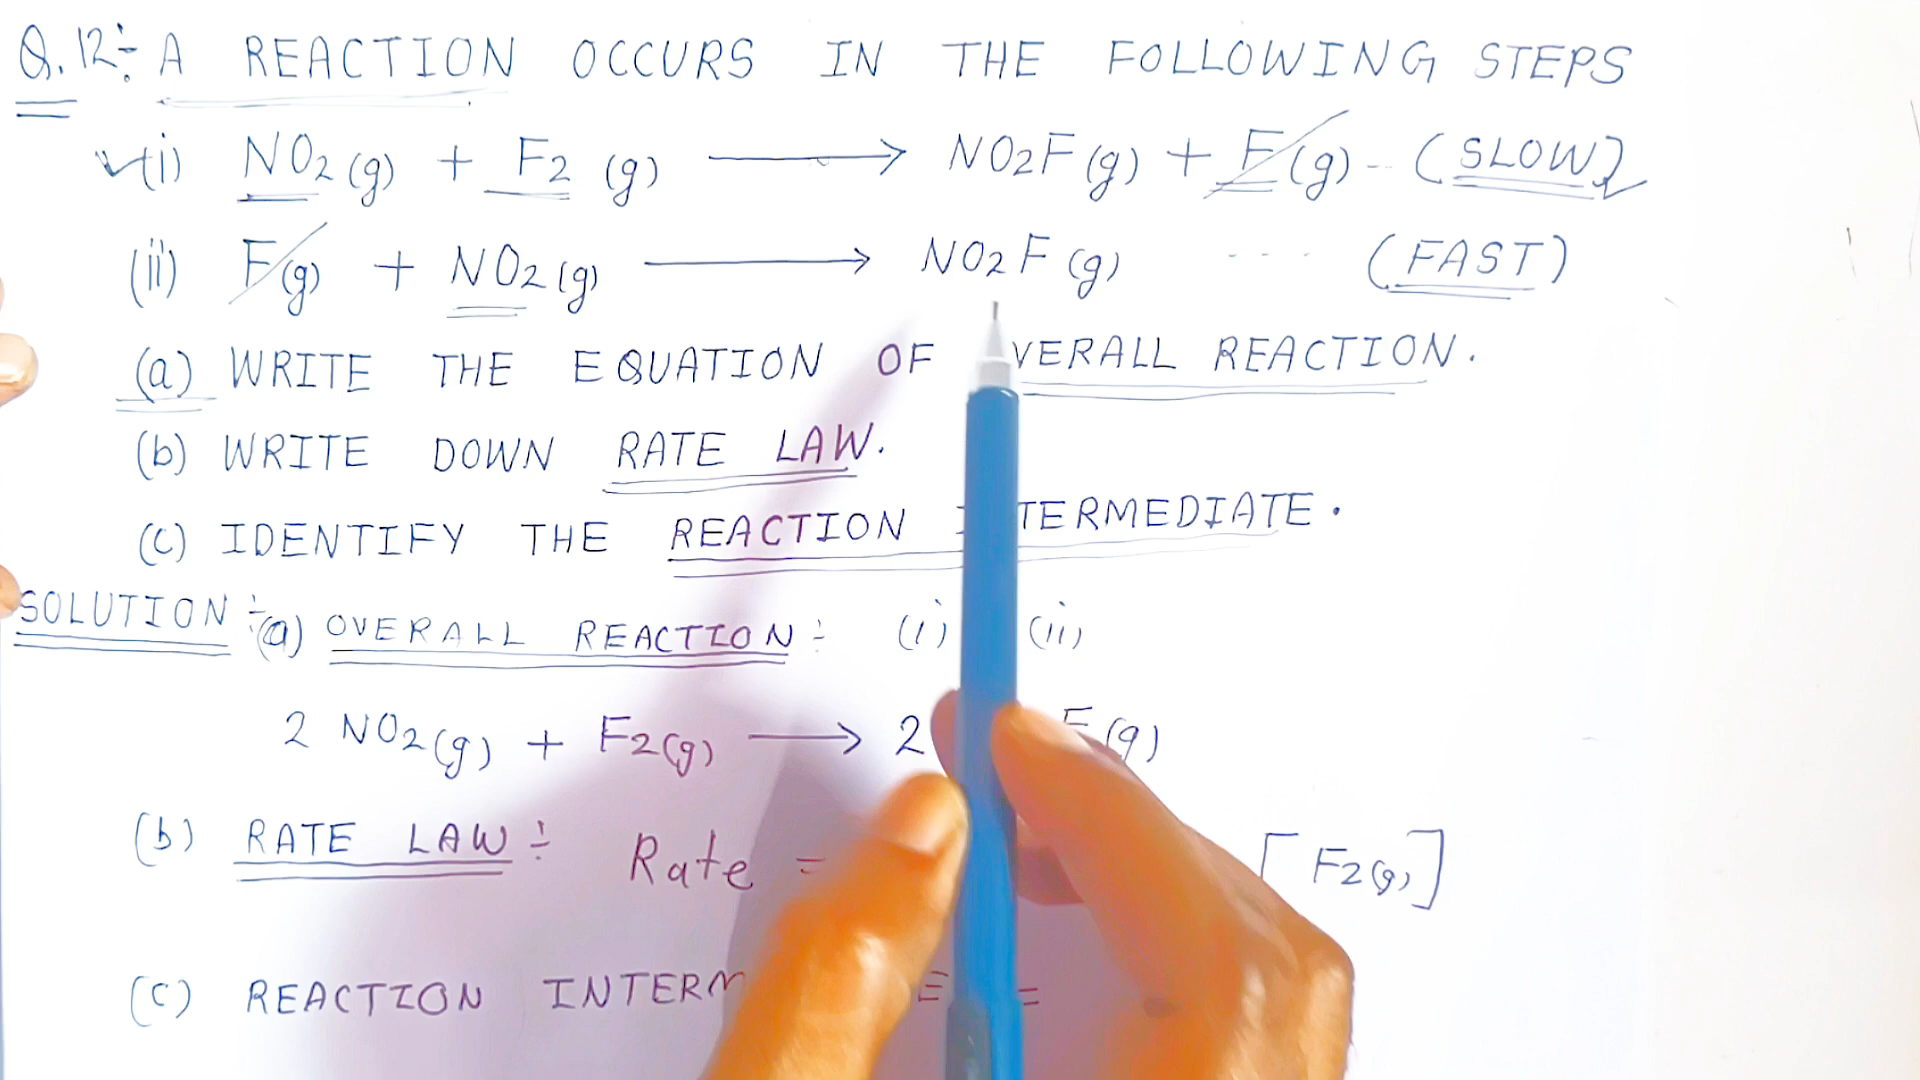 Q.12÷ A REACTION OCCURS IN THE FOLLOWING STEPS
(i) NO2(g) + F2 (g) → NO2F(g) + F(g) -- (SLOW)
(ii) F(g) + NO2(g) → NO2F(g) ---- (FAST)
(a) WRITE THE EQUATION OF VERALL REACTION.
(b) WRITE DOWN RATE LAW.
(c) IDENTIFY THE REACTION TERMEDIATE.
SOLUTION÷ (a) OVERALL REACTION÷ (i) (ii)
2 NO2(g) + F2(g) → 2 F(g)
(b) RATE LAW÷ Rate = [F2(g)]
(c) REACTION INTERM E =